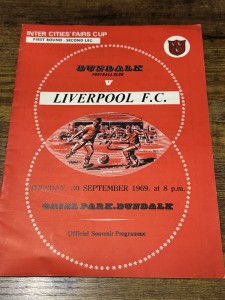 INTER CITIES' FAIRS CUP
FIRST ROUND - SECOND LEG
DUNDALK
FOOTBALL CLUB
V
LIVERPOOL F.C.
TUESDAY, 30 SEPTEMBER 1969, at 8 p.m.
ORIEL PARK, DUNDALK
Official Souvenir Programme